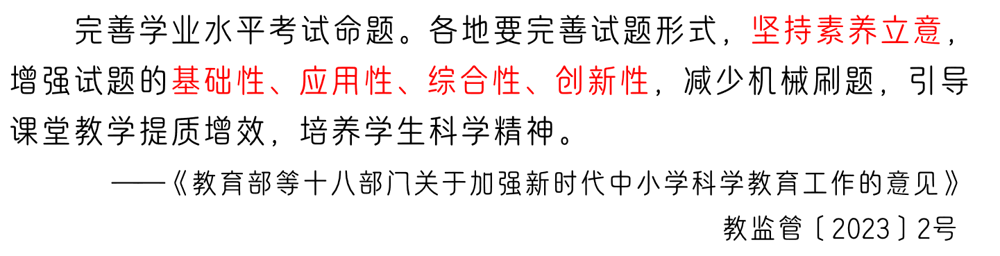 完善学业水平考试命题。各地要完善试题形式，坚持素养立意，
增强试题的基础性、应用性、综合性、创新性，减少机械刷题，引导
课堂教学提质增效，培养学生科学精神。
——《教育部等十八部门关于加强新时代中小学科学教育工作的意见》
教监管〔2023〕2号